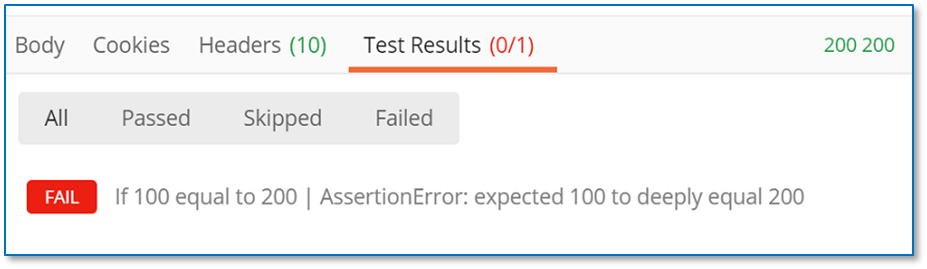 Body Cookies Headers (10) Test Results (0/1) 200 200
All Passed Skipped Failed
FAIL If 100 equal to 200 | AssertionError: expected 100 to deeply equal 200